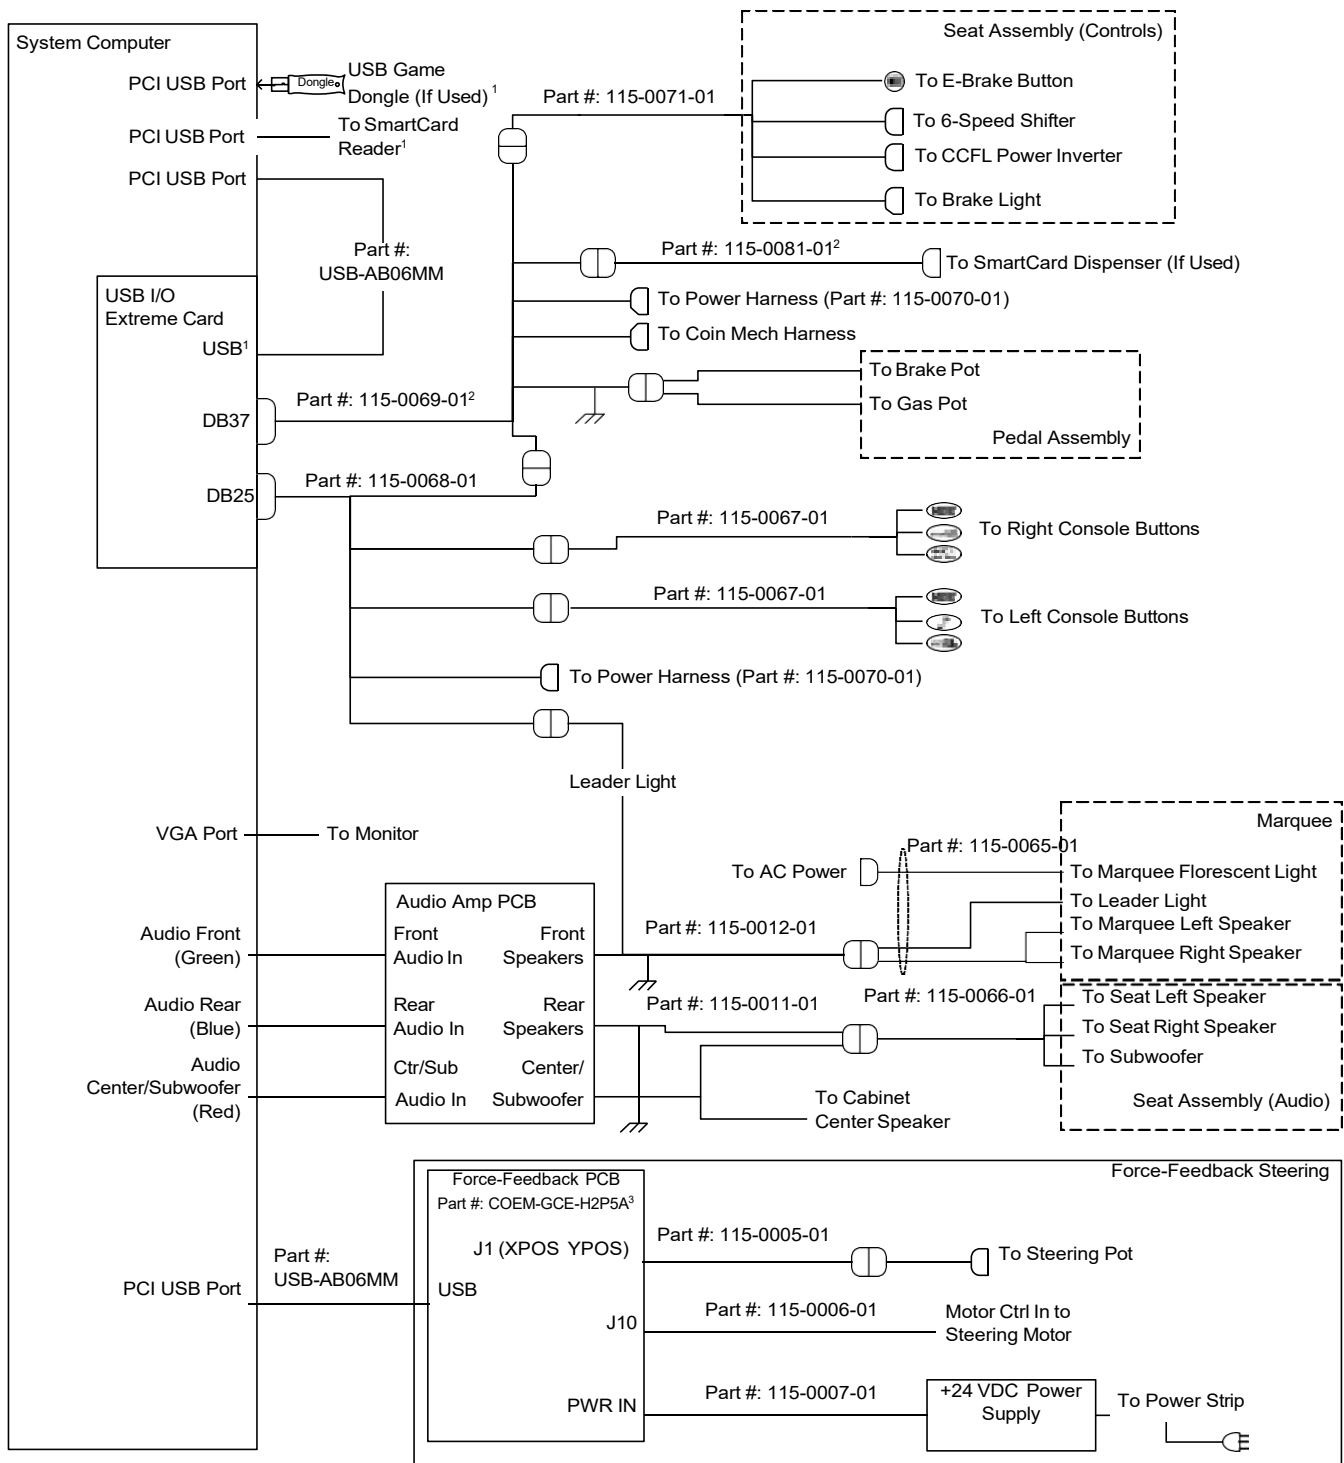 System Computer
PCI USB Port
Dongle
USB Game
Dongle (If Used) 1
PCI USB Port
To SmartCard
Reader1
PCI USB Port
Part #:
USB-AB06MM
USB I/O
Extreme Card
USB1
DB37
Part #: 115-0069-012
DB25
Part #: 115-0068-01
Part #: 115-0071-01
Seat Assembly (Controls)
To E-Brake Button
To 6-Speed Shifter
To CCFL Power Inverter
To Brake Light
Part #: 115-0081-012
To SmartCard Dispenser (If Used)
To Power Harness (Part #: 115-0070-01)
To Coin Mech Harness
To Brake Pot
To Gas Pot
Pedal Assembly
Part #: 115-0067-01
To Right Console Buttons
Part #: 115-0067-01
To Left Console Buttons
To Power Harness (Part #: 115-0070-01)
Leader Light
VGA Port
To Monitor
Marquee
Part #: 115-0065-01
To AC Power
To Marquee Florescent Light
To Leader Light
To Marquee Left Speaker
To Marquee Right Speaker
Audio Amp PCB
Audio Front
(Green)
Front
Audio In
Front
Speakers
Part #: 115-0012-01
Audio Rear
(Blue)
Rear
Audio In
Rear
Speakers
Part #: 115-0011-01
Part #: 115-0066-01
To Seat Left Speaker
To Seat Right Speaker
To Subwoofer
Seat Assembly (Audio)
Audio
Center/Subwoofer
(Red)
Ctr/Sub
Audio In
Center/
Subwoofer
To Cabinet
Center Speaker
Force-Feedback Steering
Force-Feedback PCB
Part #: COEM-GCE-H2P5A3
J1 (XPOS YPOS)
Part #: 115-0005-01
To Steering Pot
PCI USB Port
Part #:
USB-AB06MM
USB
J10
Part #: 115-0006-01
Motor Ctrl In to
Steering Motor
PWR IN
Part #: 115-0007-01
+24 VDC Power
Supply
To Power Strip